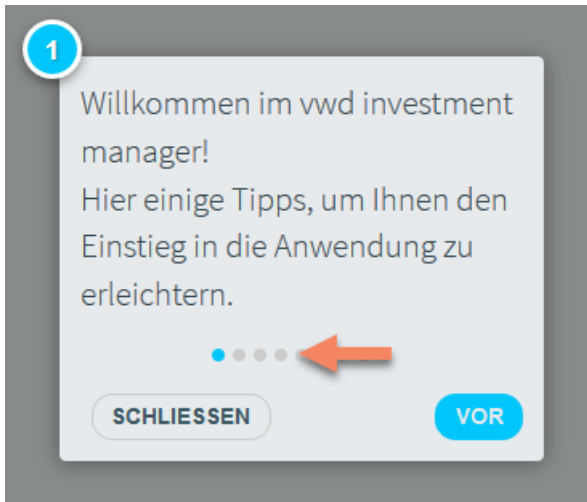 1
Willkommen im vwd investment
manager!
Hier einige Tipps, um Ihnen den
Einstieg in die Anwendung zu
erleichtern.
SCHLIESSEN
VOR